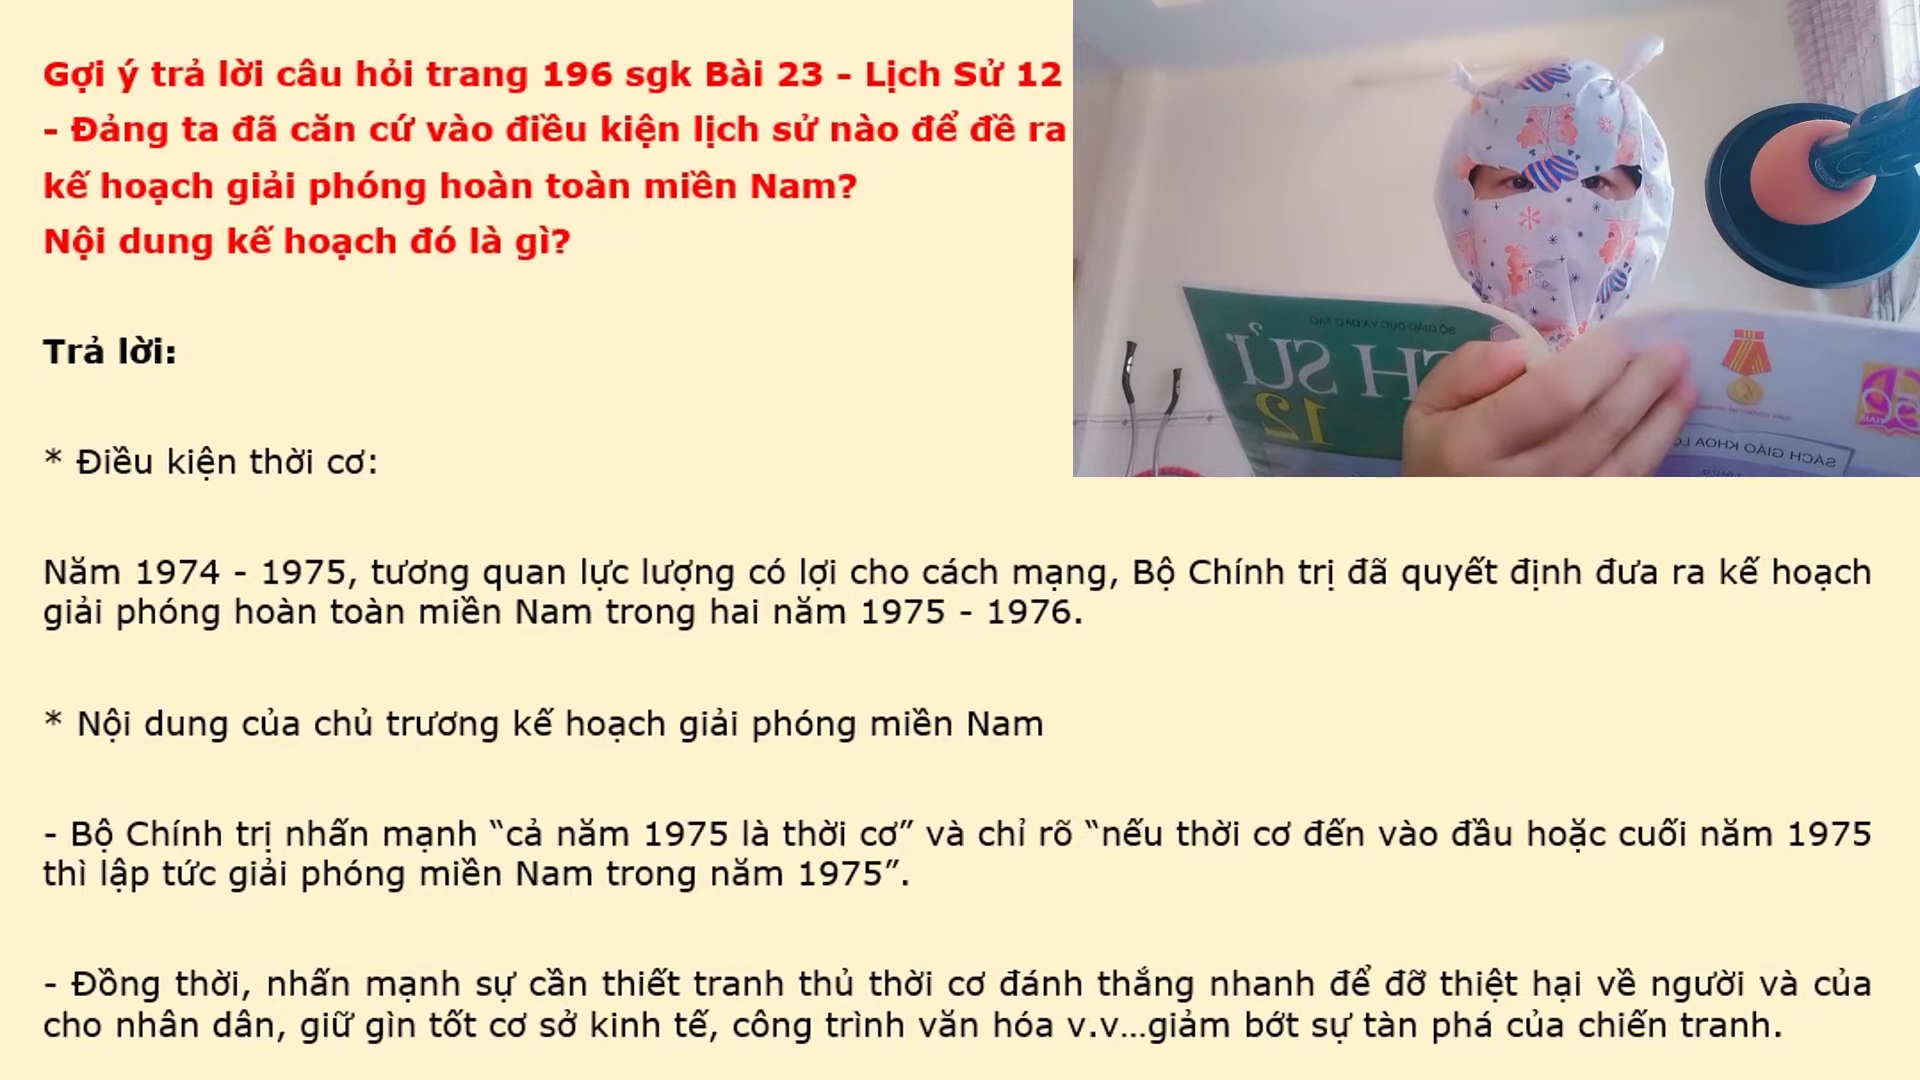 Gợi ý trả lời câu hỏi trang 196 sgk Bài 23 - Lịch Sử 12
- Đảng ta đã căn cứ vào điều kiện lịch sử nào để đề ra
kế hoạch giải phóng hoàn toàn miền Nam?
Nội dung kế hoạch đó là gì?
Trả lời:
* Điều kiện thời cơ:
Năm 1974 - 1975, tương quan lực lượng có lợi cho cách mạng, Bộ Chính trị đã quyết định đưa ra kế hoạch
giải phóng hoàn toàn miền Nam trong hai năm 1975 - 1976.
* Nội dung của chủ trương kế hoạch giải phóng miền Nam
- Bộ Chính trị nhấn mạnh “cả năm 1975 là thời cơ” và chỉ rõ “nếu thời cơ đến vào đầu hoặc cuối năm 1975
thì lập tức giải phóng miền Nam trong năm 1975”.
- Đồng thời, nhấn mạnh sự cần thiết tranh thủ thời cơ đánh thắng nhanh để đỡ thiệt hại về người và của
cho nhân dân, giữ gìn tốt cơ sở kinh tế, công trình văn hóa v.v...giảm bớt sự tàn phá của chiến tranh.
BỘ GIÁO DỤC VÀ ĐÀO TẠO
CH SỬ
12
SÁCH GIÁO KHOA